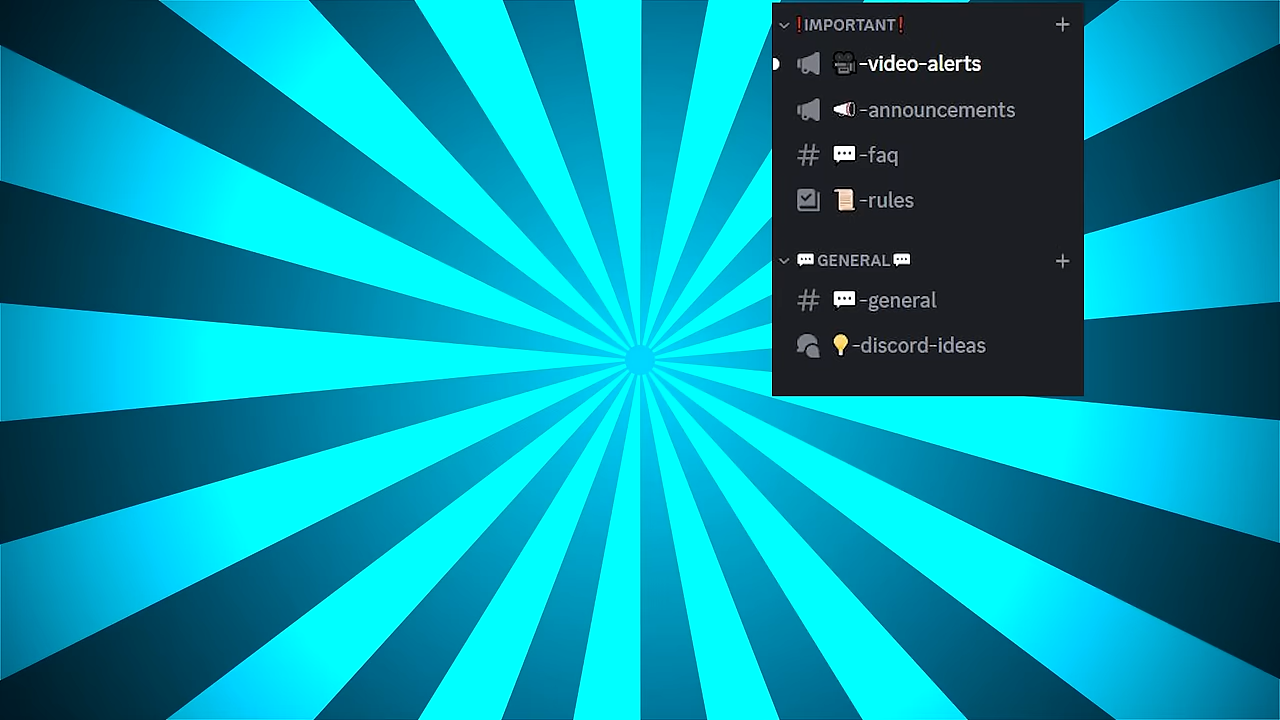 ❗IMPORTANT❗
🎥-video-alerts
📢-announcements
💬-faq
📜-rules
💬GENERAL💬
💬-general
💡-discord-ideas